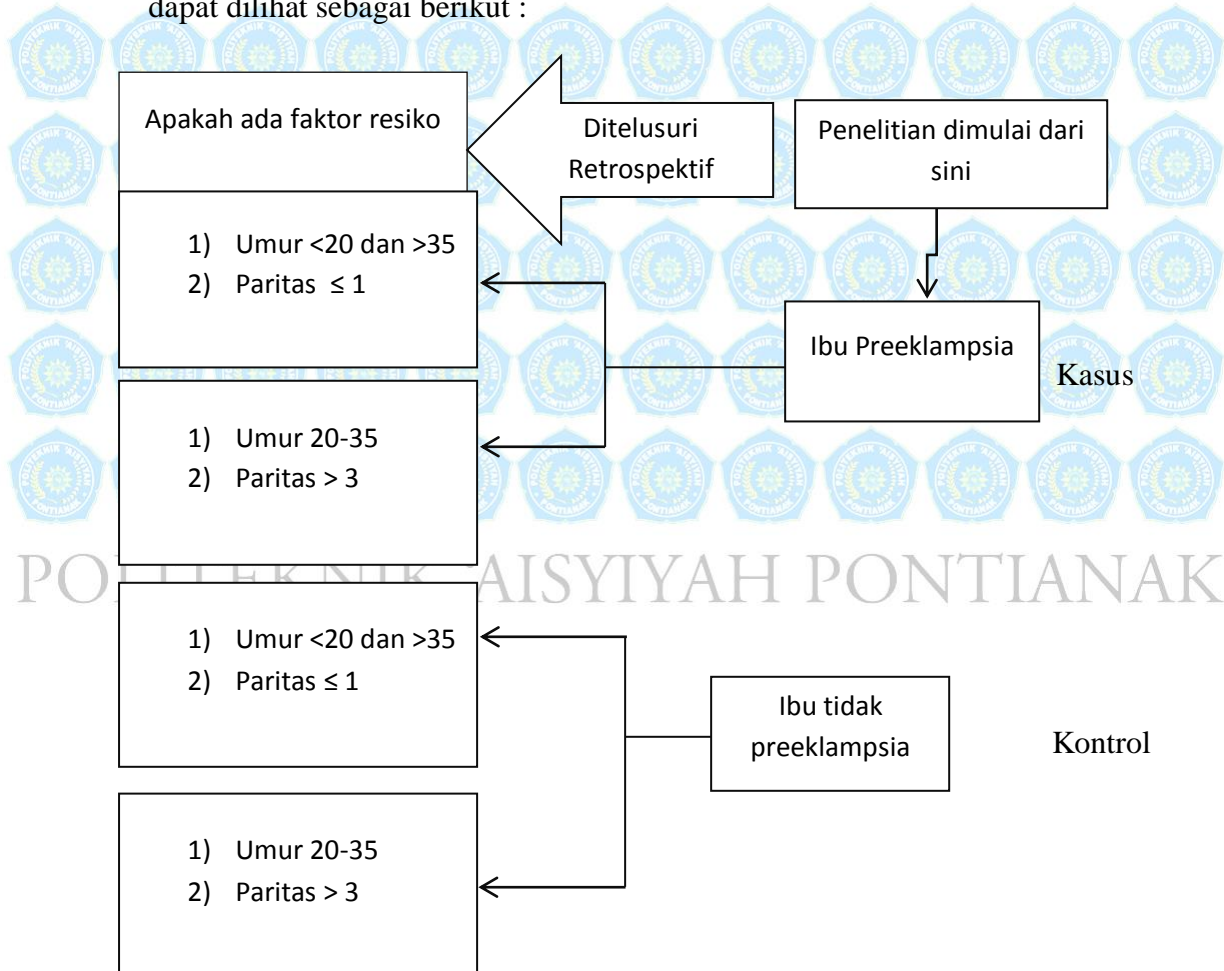 dapat dilihat sebagai berikut :
Apakah ada faktor resiko
Ditelusuri
Retrospektif
Penelitian dimulai dari
sini
1) Umur <20 dan >35
2) Paritas ≤ 1
Ibu Preeklampsia
Kasus
1) Umur 20-35
2) Paritas > 3
POLITEKNIK 'AISYIYAH PONTIANAK
1) Umur <20 dan >35
2) Paritas ≤ 1
Ibu tidak
preeklampsia
Kontrol
1) Umur 20-35
2) Paritas > 3